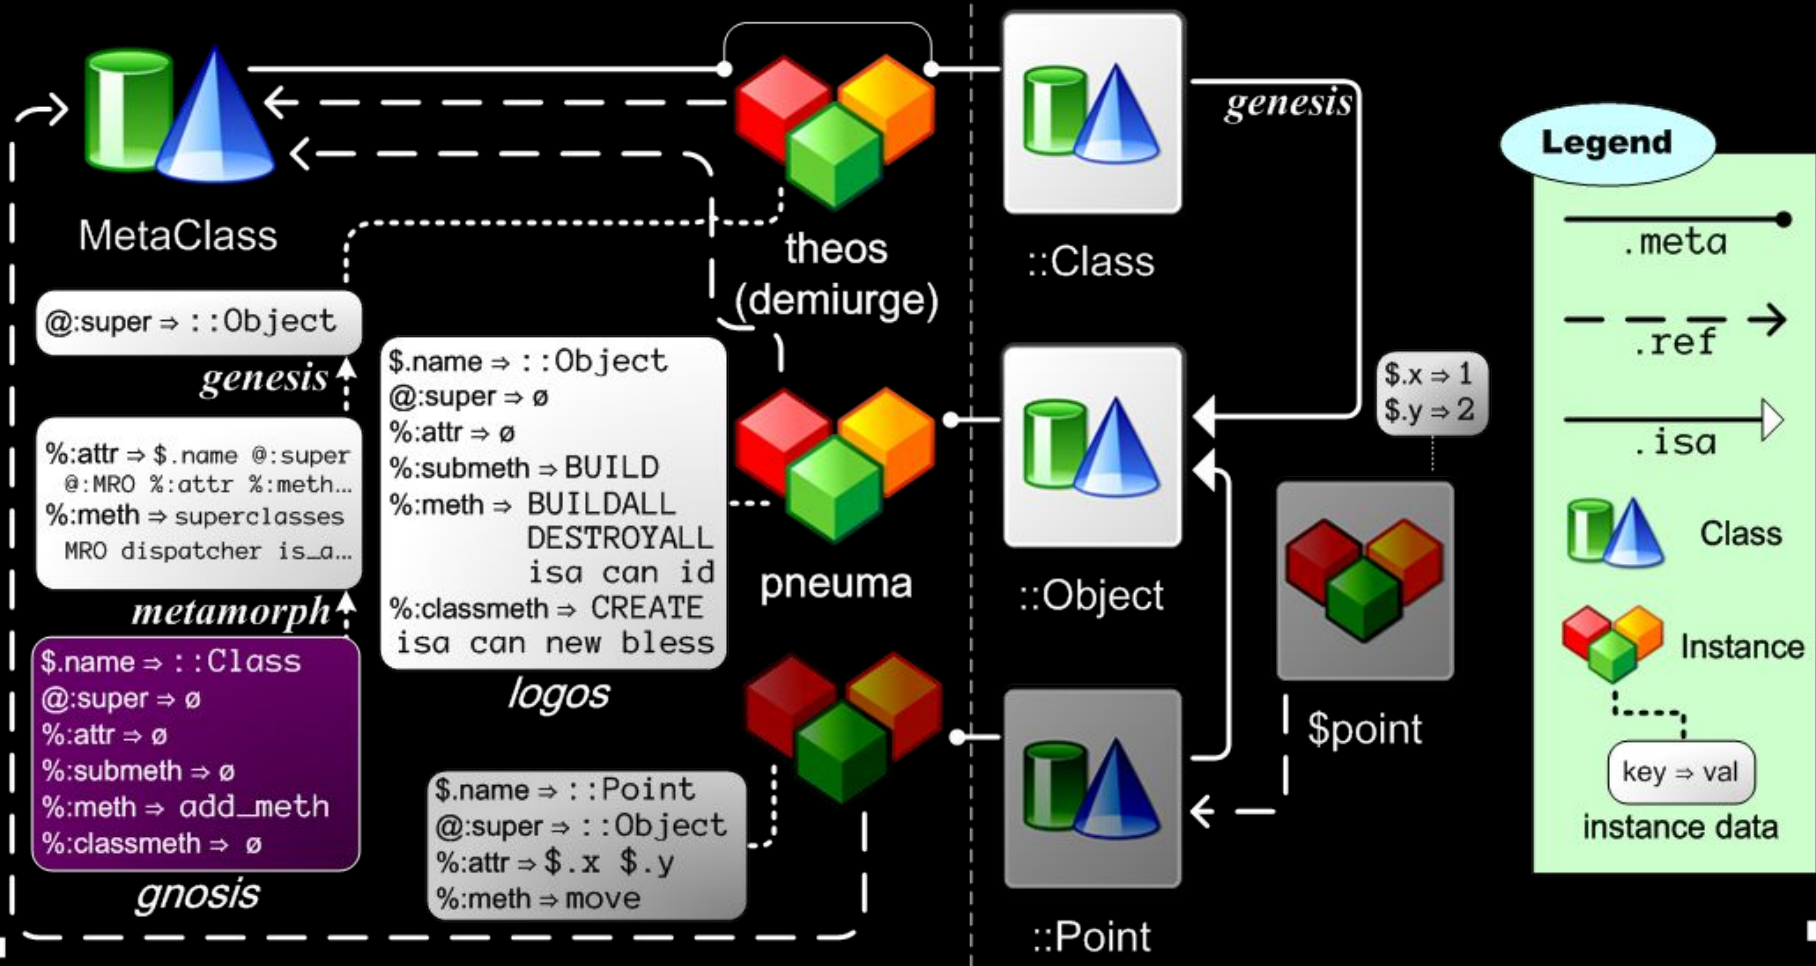 MetaClass
theos
(demiurge)
::Class
genesis
Legend
.meta
.ref
.isa
Class
Instance
key ⇒ val
instance data
@:super ⇒ ::Object
genesis
%:attr ⇒ $.name @:super
@:MRO %:attr %:meth...
%:meth ⇒ superclasses
MRO dispatcher is_a...
metamorph
$.name ⇒ ::Class
@:super ⇒ ø
%:attr ⇒ ø
%:submeth ⇒ ø
%:meth ⇒ add_meth
%:classmeth ⇒ ø
gnosis
$.name ⇒ ::Object
@:super ⇒ ø
%:attr ⇒ ø
%:submeth ⇒ BUILD
%:meth ⇒ BUILDALL
DESTROYALL
isa can id
%:classmeth ⇒ CREATE
isa can new bless
logos
pneuma
::Object
$.x ⇒ 1
$.y ⇒ 2
$point
$.name ⇒ ::Point
@:super ⇒ ::Object
%:attr ⇒ $.x $.y
%:meth ⇒ move
::Point